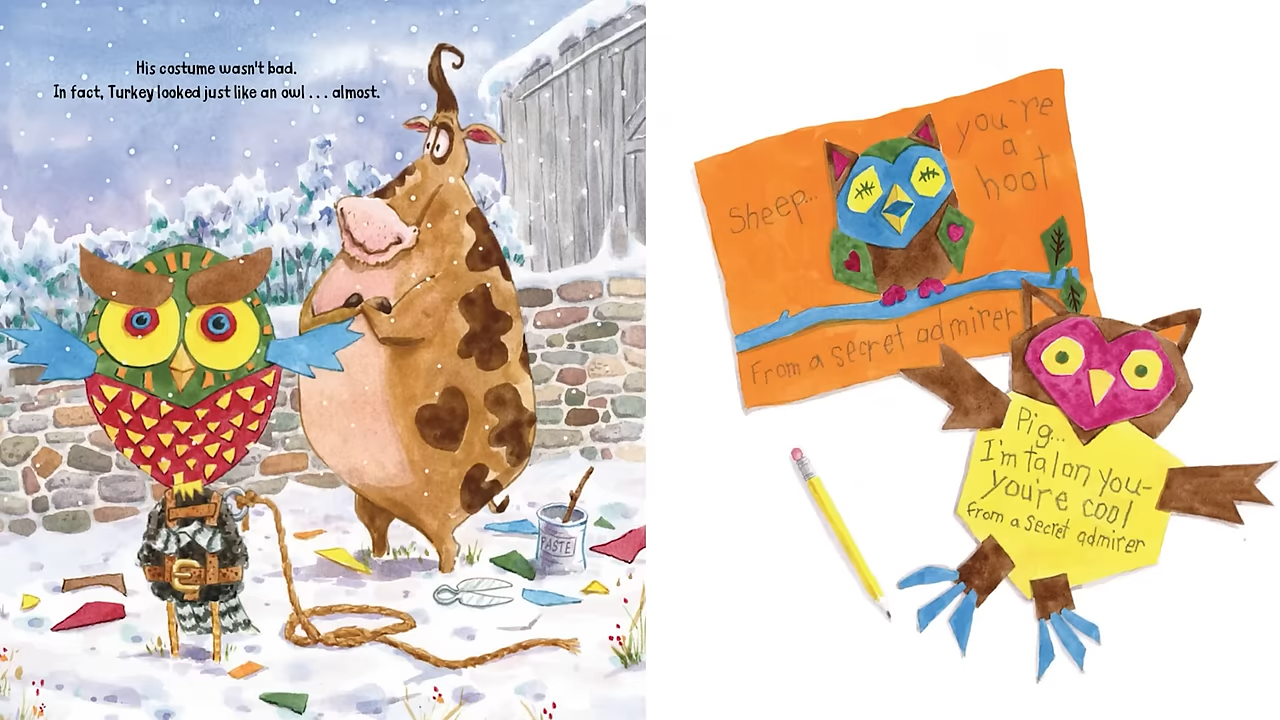 His costume wasn't bad.
In fact, Turkey looked just like an owl . . . almost.
PASTE
Sheep...
you're
a
hoot
From a secret admirer
Pig...
I'm talon you-
you're cool
from a secret admirer